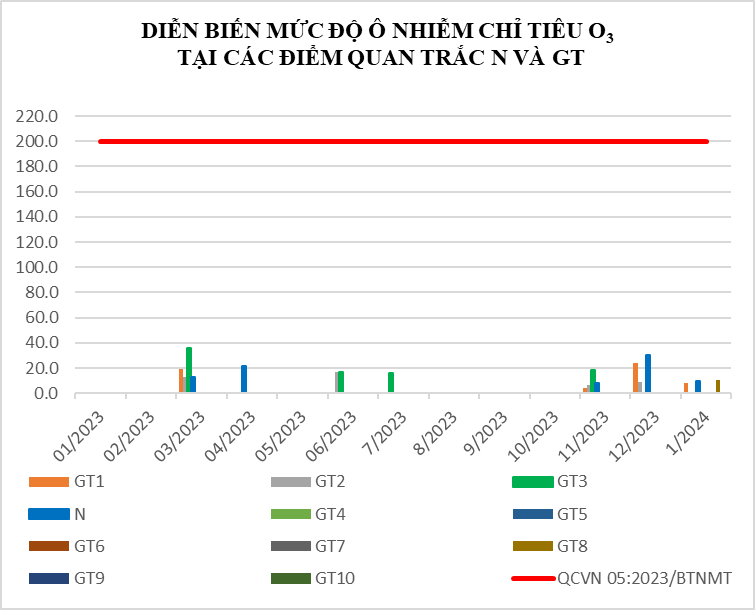 DIỄN BIẾN MỨC ĐỘ Ô NHIỄM CHỈ TIÊU O3
TẠI CÁC ĐIỂM QUAN TRẮC N VÀ GT
220.0
200.0
180.0
160.0
140.0
120.0
100.0
80.0
60.0
40.0
20.0
0.0
01/2023 02/2023 03/2023 04/2023 05/2023 06/2023 7/2023 8/2023 9/2023 10/2023 11/2023 12/2023 1/2024
GT1 GT2 GT3
N GT4 GT5
GT6 GT7 GT8
GT9 GT10 QCVN 05:2023/BTNMT